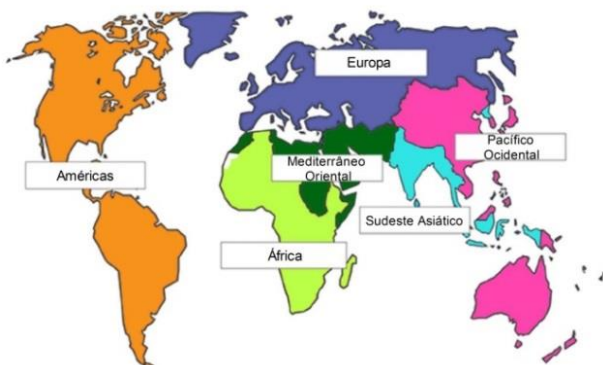 Europa
Pacífico
Ocidental
Mediterrâneo
Oriental
Américas
Sudeste Asiático
África